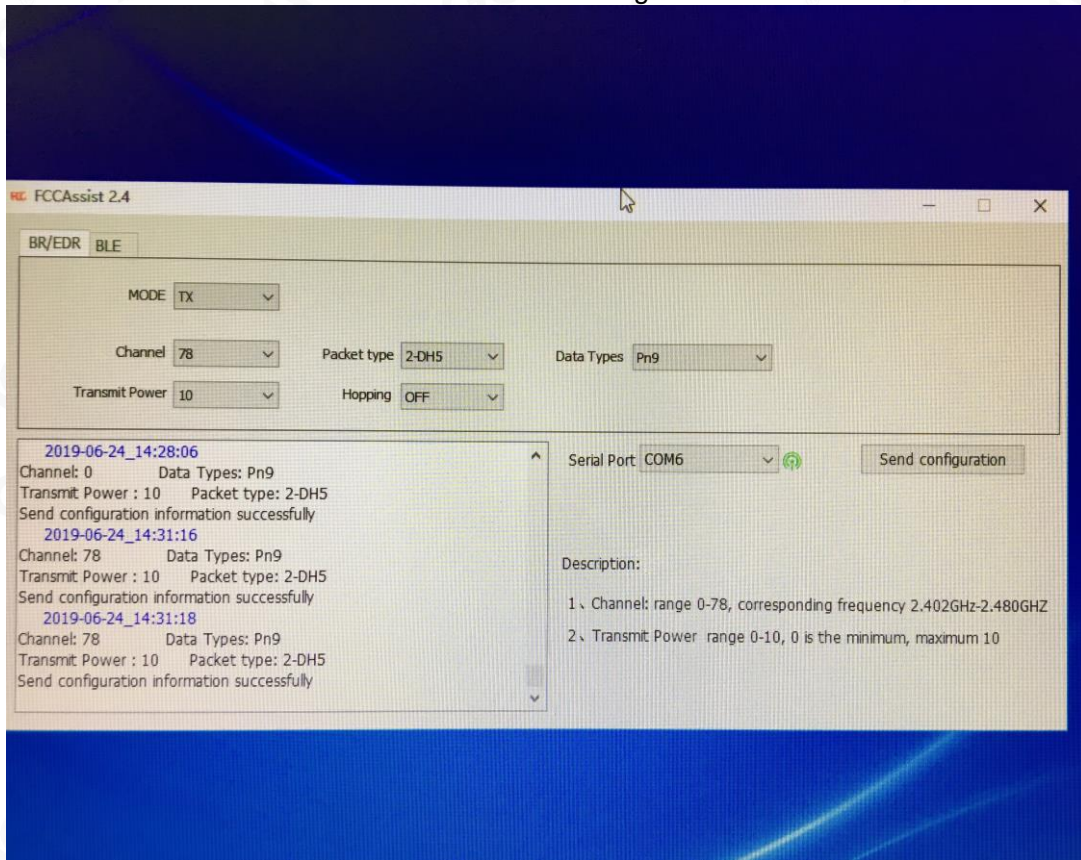 FCCAssist 2.4
BR/EDR BLE
MODE TX
Channel 78 Packet type 2-DH5 Data Types Pn9
Transmit Power 10 Hopping OFF
2019-06-24_14:28:06
Channel: 0 Data Types: Pn9
Transmit Power : 10 Packet type: 2-DH5
Send configuration information successfully
2019-06-24_14:31:16
Channel: 78 Data Types: Pn9
Transmit Power : 10 Packet type: 2-DH5
Send configuration information successfully
2019-06-24_14:31:18
Channel: 78 Data Types: Pn9
Transmit Power : 10 Packet type: 2-DH5
Send configuration information successfully
Serial Port COM6 Send configuration
Description:
1、Channel: range 0-78, corresponding frequency 2.402GHz-2.480GHZ
2、Transmit Power range 0-10, 0 is the minimum, maximum 10